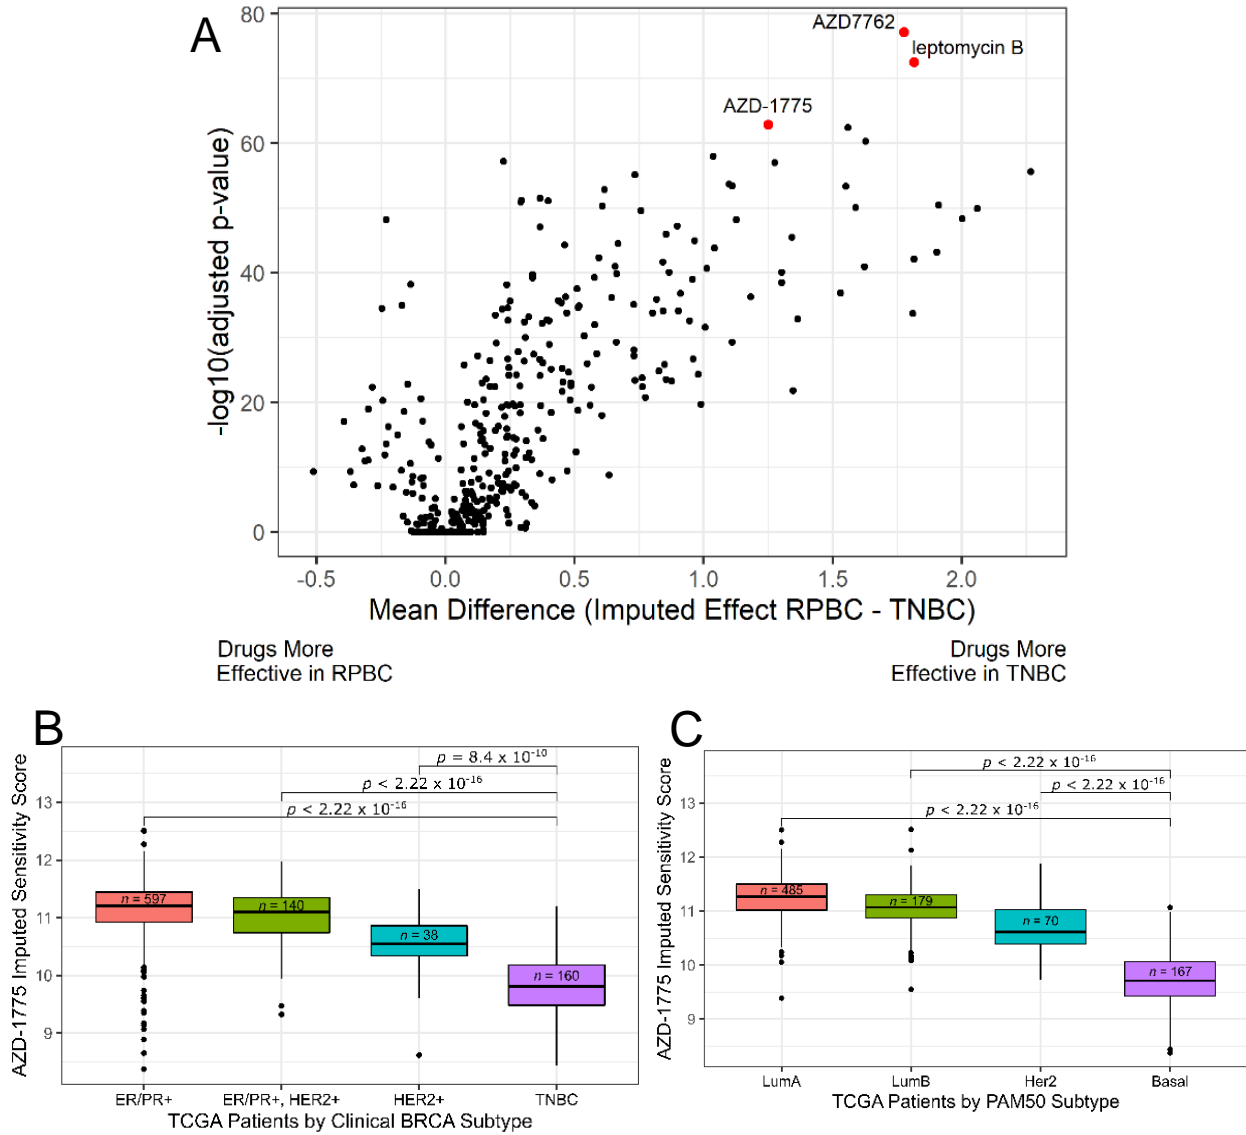 A
80
60
40
20
0
-log10(adjusted p-value)
AZD7762
leptomycin B
AZD-1775
-0.5 0.0 0.5 1.0 1.5 2.0
Mean Difference (Imputed Effect RPBC - TNBC)
Drugs More
Effective in RPBC
Drugs More
Effective in TNBC
B
AZD-1775 Imputed Sensitivity Score
13
12
11
10
9
p = 8.4 x 10-10
p < 2.22 x 10-16
p < 2.22 x 10-16
n = 597
n = 140
n = 38
n = 160
ER/PR+ ER/PR+, HER2+ HER2+ TNBC
TCGA Patients by Clinical BRCA Subtype
C
AZD-1775 Imputed Sensitivity Score
13
12
11
10
9
p < 2.22 x 10-16
p < 2.22 x 10-16
p < 2.22 x 10-16
n = 485
n = 179
n = 70
n = 167
LumA LumB Her2 Basal
TCGA Patients by PAM50 Subtype